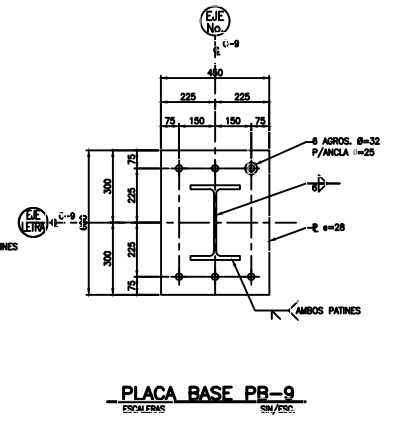 EJE
No.
C-9
450
225 225
75 150 150 75
6 AGROS. Ø=32
P/ANCLA Ø=25
75
300
225
6
EJE
LETRA
C-9
600
INES
e=28
225
300
75
AMBOS PATINES
PLACA BASE PB-9
ESCALERAS SIN/ESC.